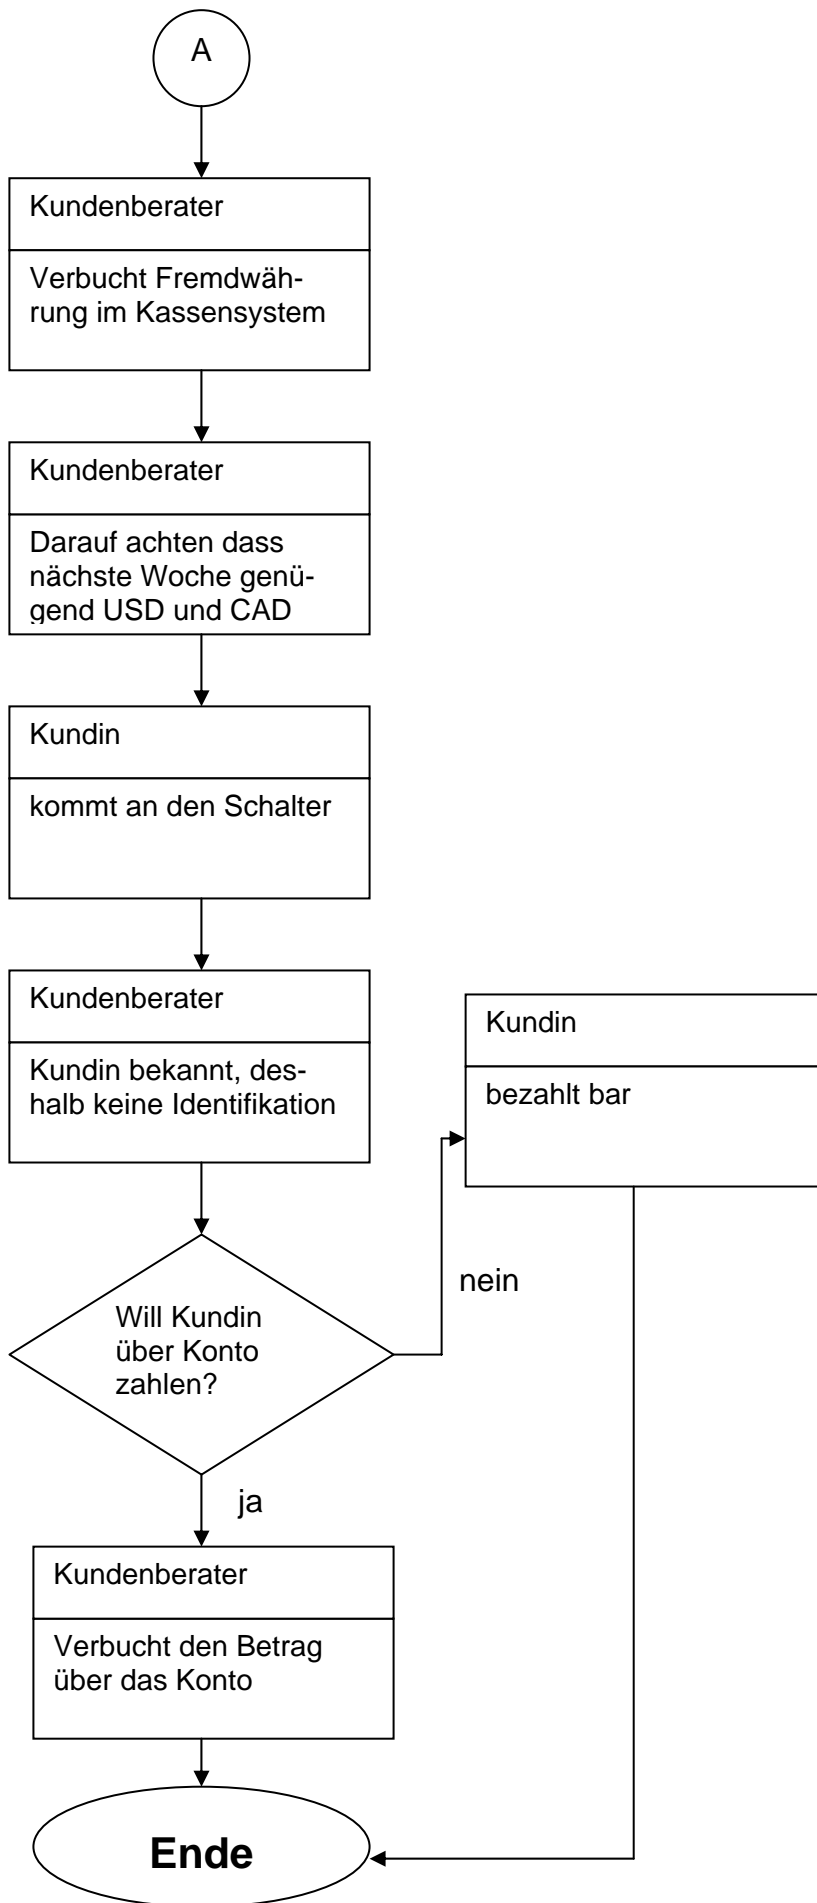 A
Kundenberater
Verbucht Fremdwäh-
rung im Kassensystem
Kundenberater
Darauf achten dass
nächste Woche genü-
gend USD und CAD
Kundin
kommt an den Schalter
Kundenberater
Kundin bekannt, des-
halb keine Identifikation
Kundin
bezahlt bar
nein
Will Kundin
über Konto
zahlen?
ja
Kundenberater
Verbucht den Betrag
über das Konto
Ende